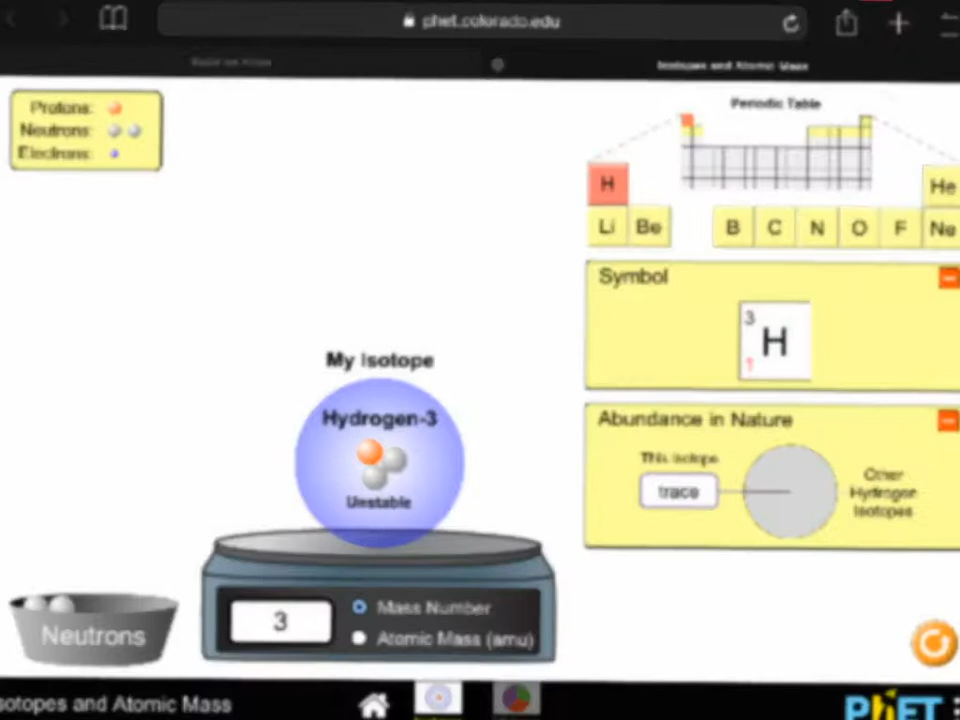 phet.colorado.edu
Isotopes and Atomic Mass
Protons:
Neutrons:
Electrons:
Periodic Table
H
He
Li Be B C N O F Ne
Symbol
3
H
1
My Isotope
Hydrogen-3
Unstable
Abundance in Nature
This Isotope
trace
Other
Hydrogen
Isotopes
3
Mass Number
Atomic Mass (amu)
Neutrons
sotopes and Atomic Mass
PhET